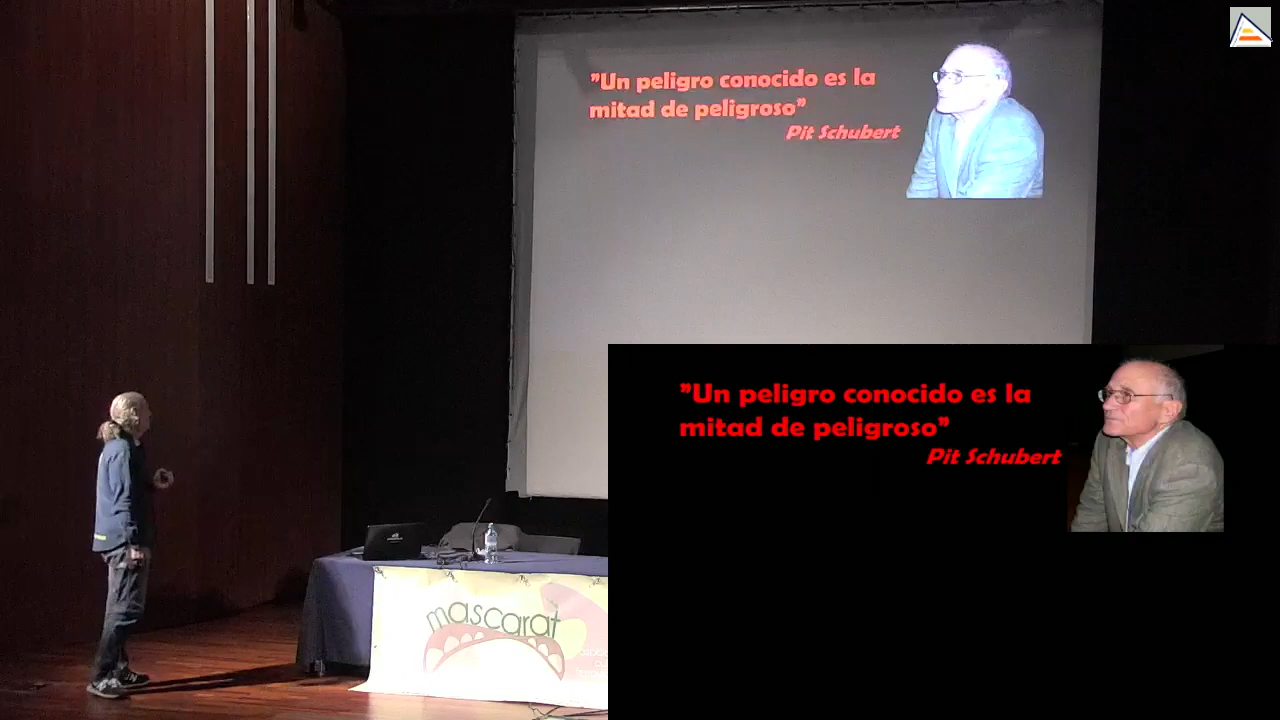 ”Un peligro conocido es la
mitad de peligroso”
Pit Schubert
”Un peligro conocido es la
mitad de peligroso”
Pit Schubert
mascarat